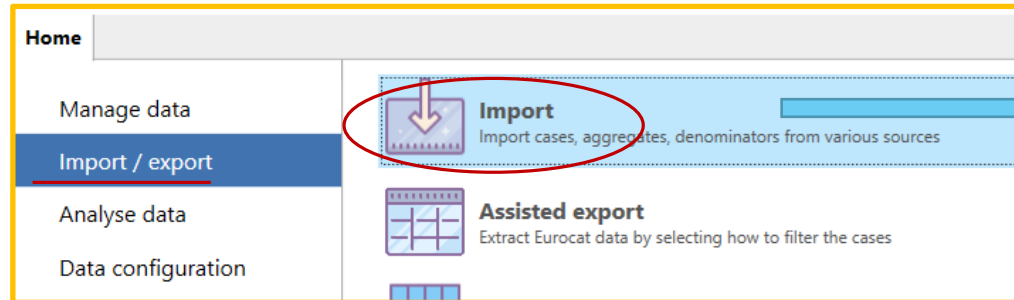 Home
Manage data
Import / export
Analyse data
Data configuration
Import
Import cases, aggregates, denominators from various sources
Assisted export
Extract Eurocat data by selecting how to filter the cases